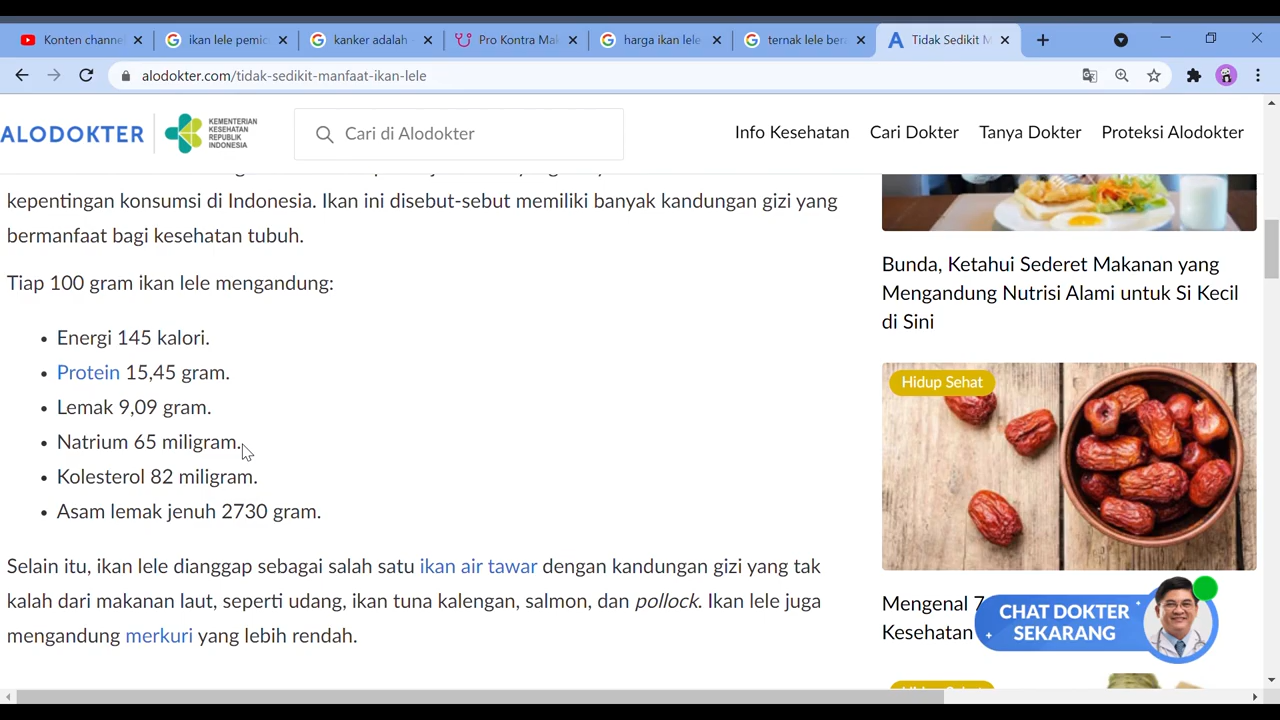 Konten channe
ikan lele pemic
kanker adalah
Pro Kontra Ma
harga ikan lele
ternak lele ber
Tidak Sedikit M
alodokter.com/tidak-sedikit-manfaat-ikan-lele
ALODOKTER
KEMENTERIAN
KESEHATAN
REPUBLIK
INDONESIA
Cari di Alodokter
Info Kesehatan
Cari Dokter
Tanya Dokter
Proteksi Alodokter
kepentingan konsumsi di Indonesia. Ikan ini disebut-sebut memiliki banyak kandungan gizi yang
bermanfaat bagi kesehatan tubuh.
Tiap 100 gram ikan lele mengandung:
• Energi 145 kalori.
• Protein 15,45 gram.
• Lemak 9,09 gram.
• Natrium 65 miligram.
• Kolesterol 82 miligram.
• Asam lemak jenuh 2730 gram.
Selain itu, ikan lele dianggap sebagai salah satu ikan air tawar dengan kandungan gizi yang tak
kalah dari makanan laut, seperti udang, ikan tuna kalengan, salmon, dan pollock. Ikan lele juga
mengandung merkuri yang lebih rendah.
Bunda, Ketahui Sederet Makanan yang
Mengandung Nutrisi Alami untuk Si Kecil
di Sini
Hidup Sehat
Mengenal 7
Kesehatan
CHAT DOKTER
SEKARANG